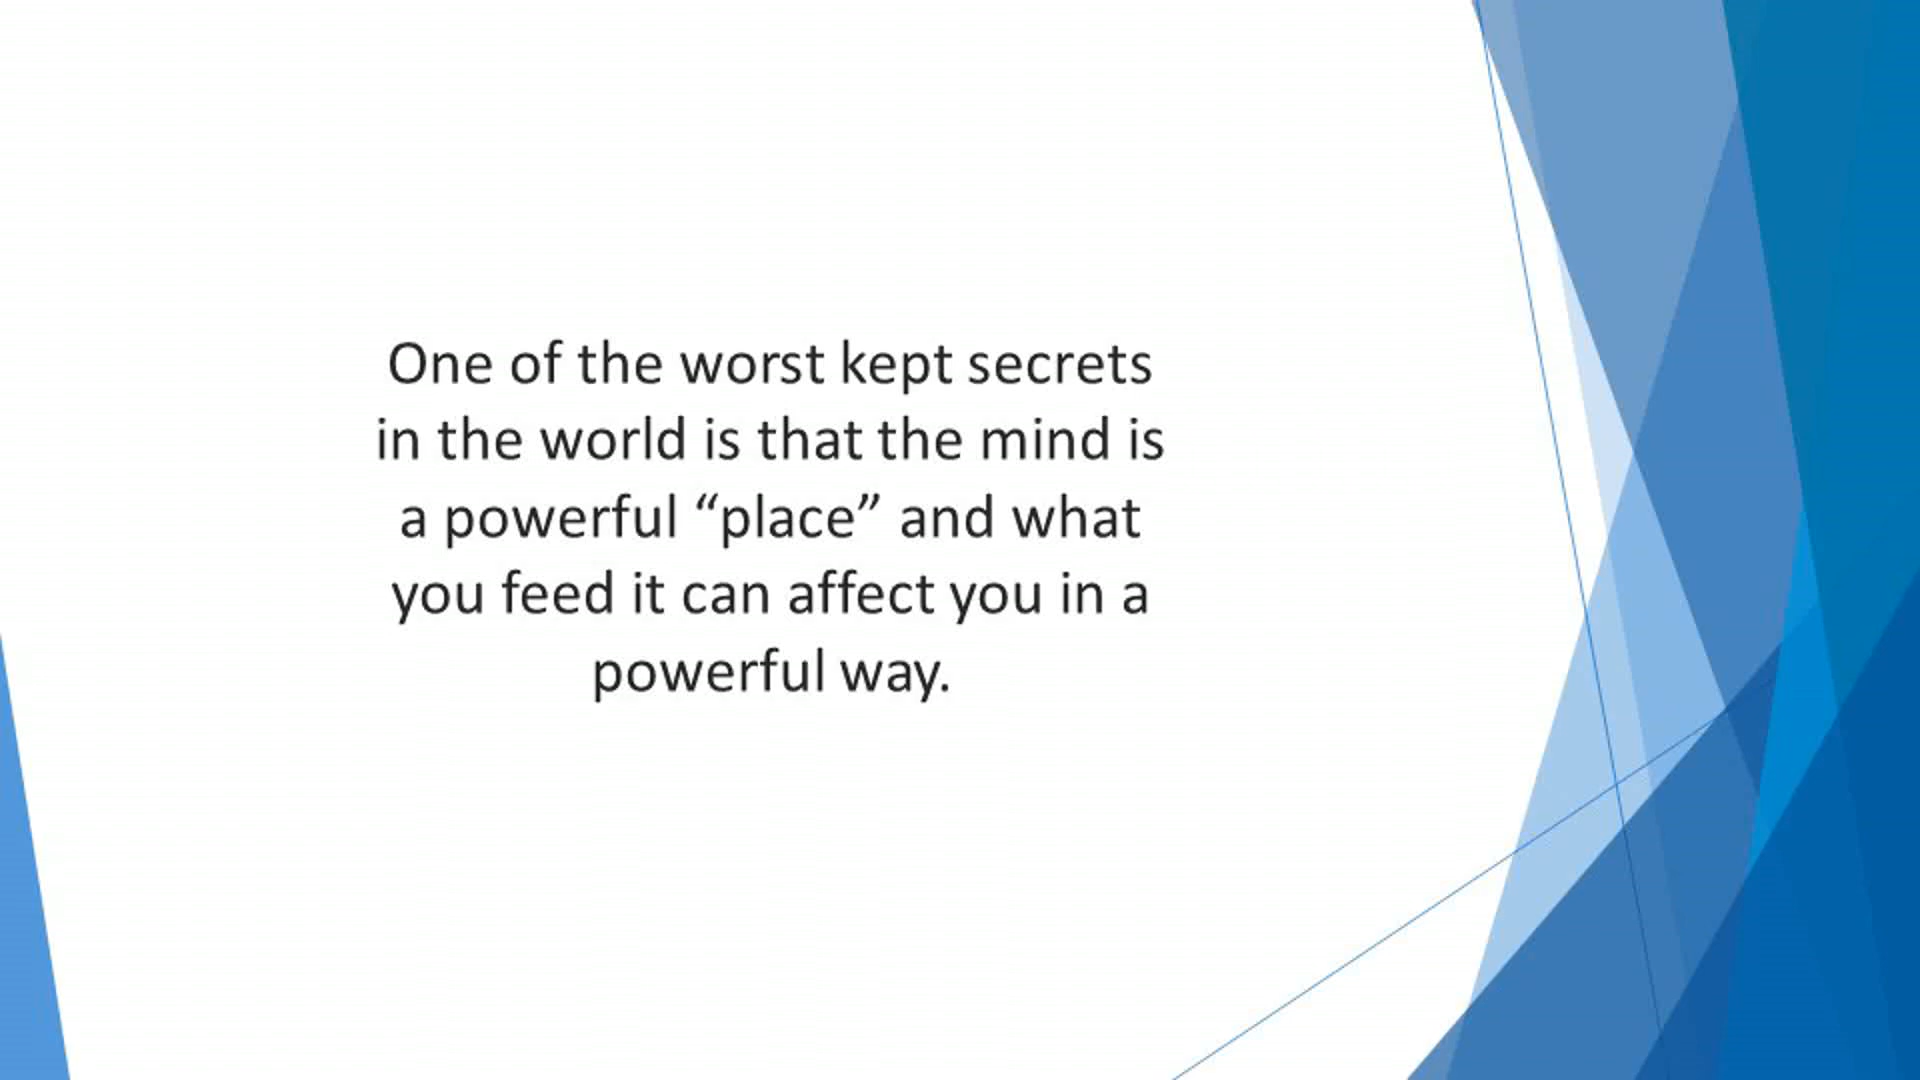 One of the worst kept secrets
in the world is that the mind is
a powerful “place” and what
you feed it can affect you in a
powerful way.